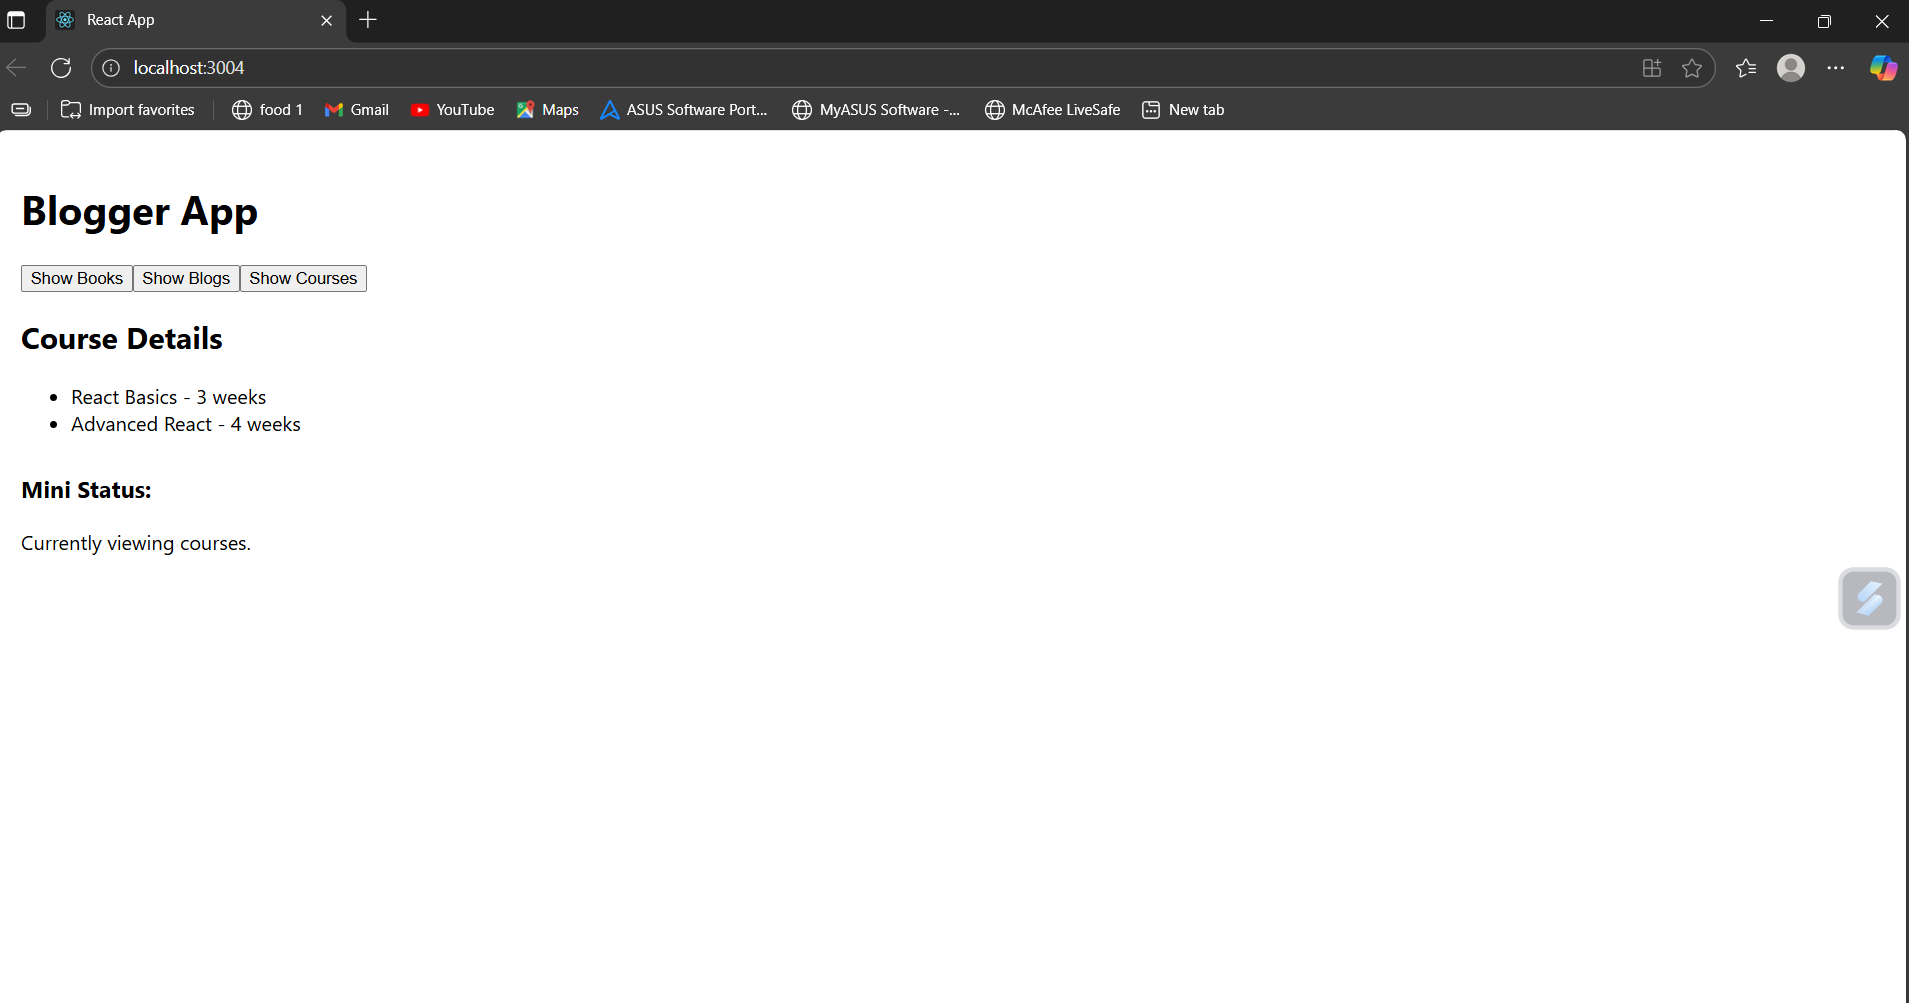 React App
localhost:3004
Import favorites food 1 Gmail YouTube Maps ASUS Software Port... MyASUS Software -... McAfee LiveSafe New tab
Blogger App
Show Books Show Blogs Show Courses
Course Details
• React Basics - 3 weeks
• Advanced React - 4 weeks
Mini Status:
Currently viewing courses.